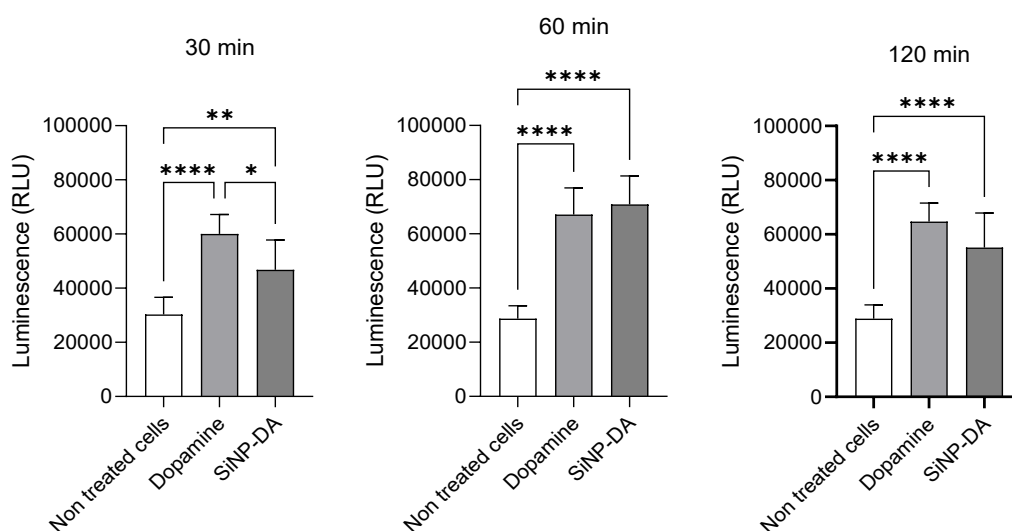 30 min
**
****
*
Luminescence (RLU)
100000
80000
60000
40000
20000
0
Non treated cells
Dopamine
SiNP-DA
60 min
****
****
Luminescence (RLU)
100000
80000
60000
40000
20000
0
Non treated cells
Dopamine
SiNP-DA
120 min
****
****
Luminescence (RLU)
100000
80000
60000
40000
20000
0
Non treated cells
Dopamine
SiNP-DA